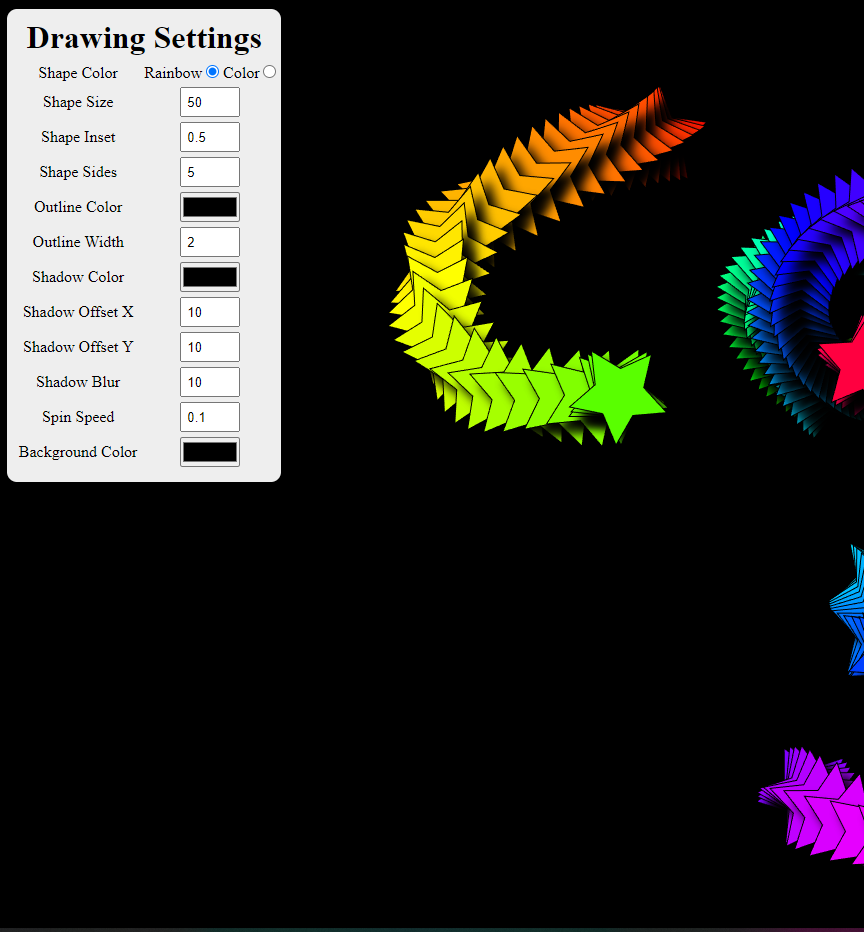 Drawing Settings
Shape Color Rainbow Color
Shape Size 50
Shape Inset 0.5
Shape Sides 5
Outline Color
Outline Width 2
Shadow Color
Shadow Offset X 10
Shadow Offset Y 10
Shadow Blur 10
Spin Speed 0.1
Background Color